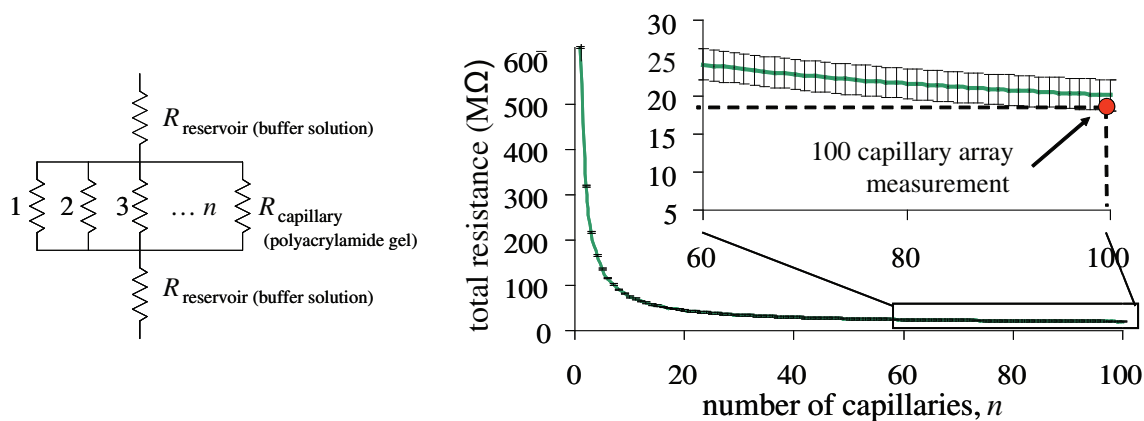 R reservoir (buffer solution)
1 2 3 ... n R capillary
(polyacrylamide gel)
R reservoir (buffer solution)
total resistance (MΩ)
600
500
400
300
200
100
0
0 20 40 60 80 100
number of capillaries, n
30
25
20
15
10
5
60 80 100
100 capillary array
measurement